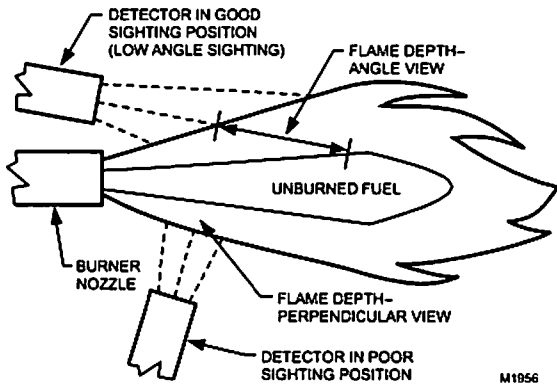 DETECTOR IN GOOD
SIGHTING POSITION
(LOW ANGLE SIGHTING)
FLAME DEPTH–
ANGLE VIEW
UNBURNED FUEL
BURNER
NOZZLE
FLAME DEPTH–
PERPENDICULAR VIEW
DETECTOR IN POOR
SIGHTING POSITION
M1956